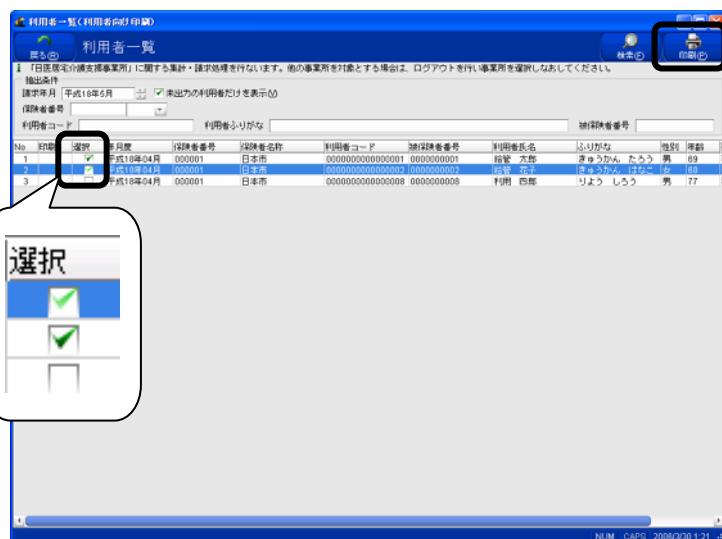 利用者一覧(利用者向け印刷)
戻る(B)
利用者一覧
検索(F)
印刷(P)
「日医居宅介護支援事業所」に関する集計・請求処理を行ないます。他の事業所を対象とする場合は、ログアウトを行い事業所を選択しなおしてください。
抽出条件
請求年月 平成18年5月 未出力の利用者だけを表示(V)
保険者番号
利用者コード 利用者ふりがな 被保険者番号
No 印刷 選択 年月度 保険者番号 保険者名称 利用者コード 被保険者番号 利用者氏名 ふりがな 性別 年齢
1 平成18年04月 000001 日本市 0000000000000001 0000000001 給管 太郎 きゅうかん たろう 男 69
2 平成18年04月 000001 日本市 0000000000000002 0000000002 給管 花子 きゅうかん はなこ 女 68
3 平成18年04月 000001 日本市 0000000000000008 0000000008 利用 四郎 りよう しろう 男 77
選択
NUM CAPS 2006/3/30 1:21